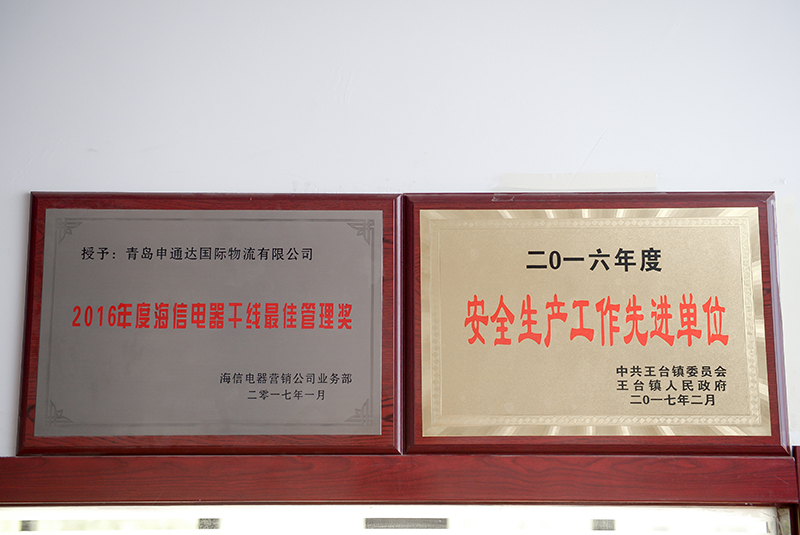 授予：青岛申通达国际物流有限公司
2016年度海信电器干线最佳管理奖
海信电器营销公司业务部
二零一七年一月
二〇一六年度
安全生产工作先进单位
中共王台镇委员会
王台镇人民政府
二〇一七年二月